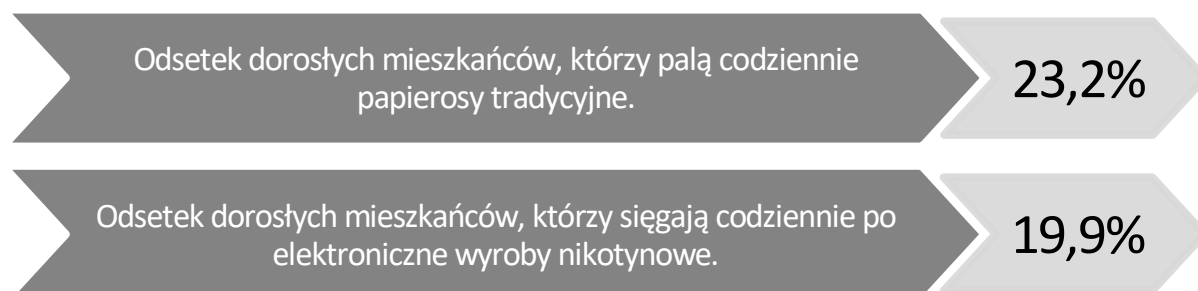 Odsetek dorosłych mieszkańców, którzy palą codziennie
papierosy tradycyjne.
23,2%
Odsetek dorosłych mieszkańców, którzy sięgają codziennie po
elektroniczne wyroby nikotynowe.
19,9%